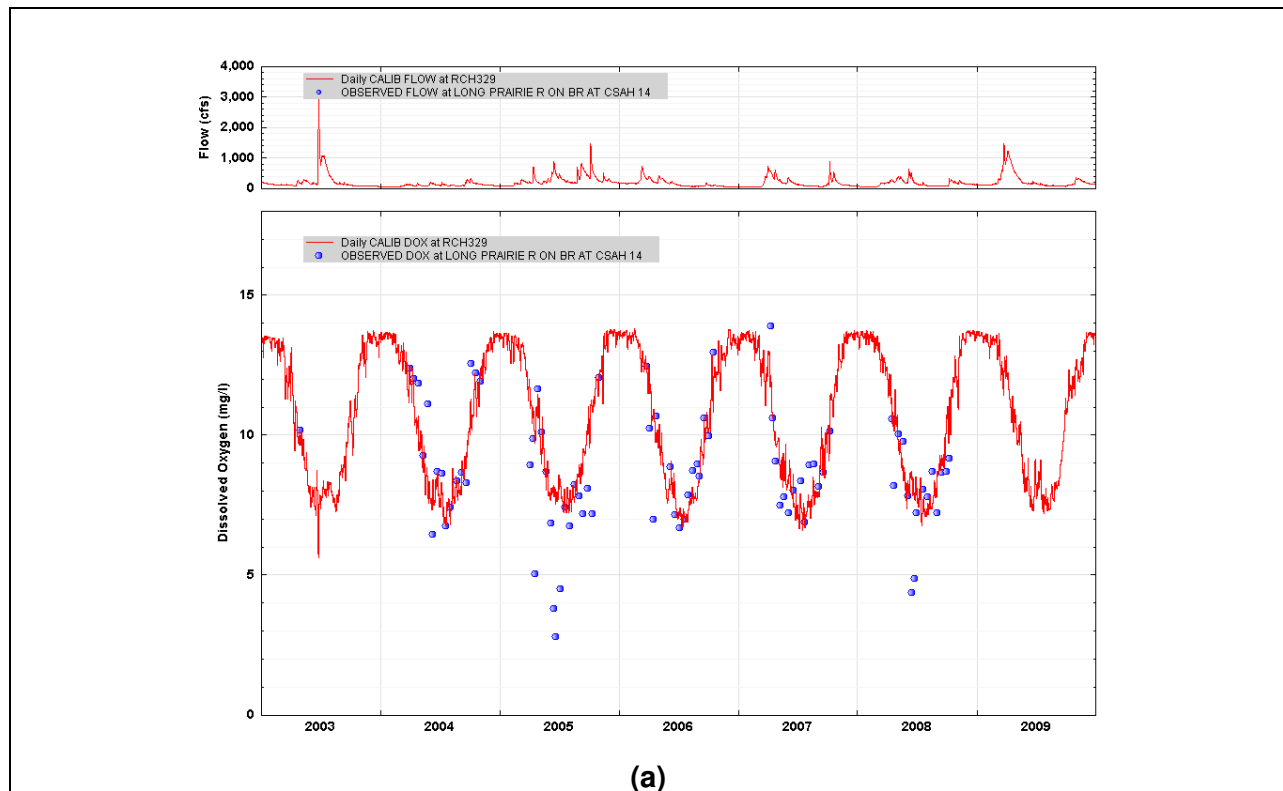 4,000
3,000
2,000
1,000
0
Flow (cfs)
Daily CALIB FLOW at RCH329
OBSERVED FLOW at LONG PRAIRIE R ON BR AT CSAH 14
15
10
5
0
Dissolved Oxygen (mg/l)
Daily CALIB DOX at RCH329
OBSERVED DOX at LONG PRAIRIE R ON BR AT CSAH 14
2003 2004 2005 2006 2007 2008 2009
(a)